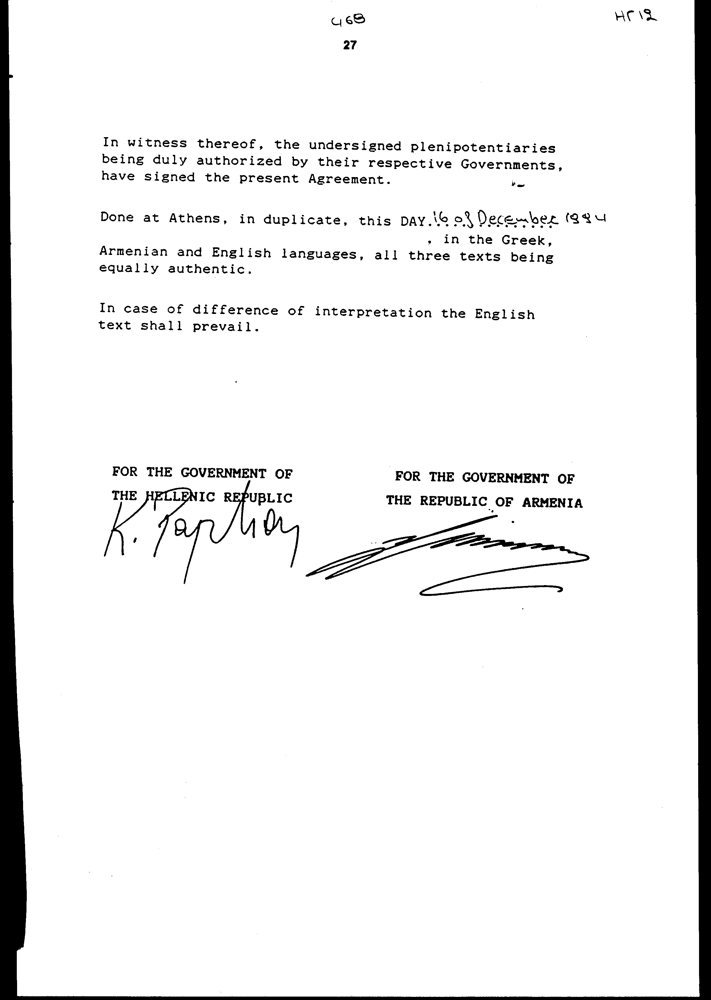 468
27
In witness thereof, the undersigned plenipotentiaries
being duly authorized by their respective Governments,
have signed the present Agreement.
Done at Athens, in duplicate, this DAY.16 of December 1994
, in the Greek,
Armenian and English languages, all three texts being
equally authentic.
In case of difference of interpretation the English
text shall prevail.
FOR THE GOVERNMENT OF
THE HELLENIC REPUBLIC
K.
FOR THE GOVERNMENT OF
THE REPUBLIC OF ARMENIA